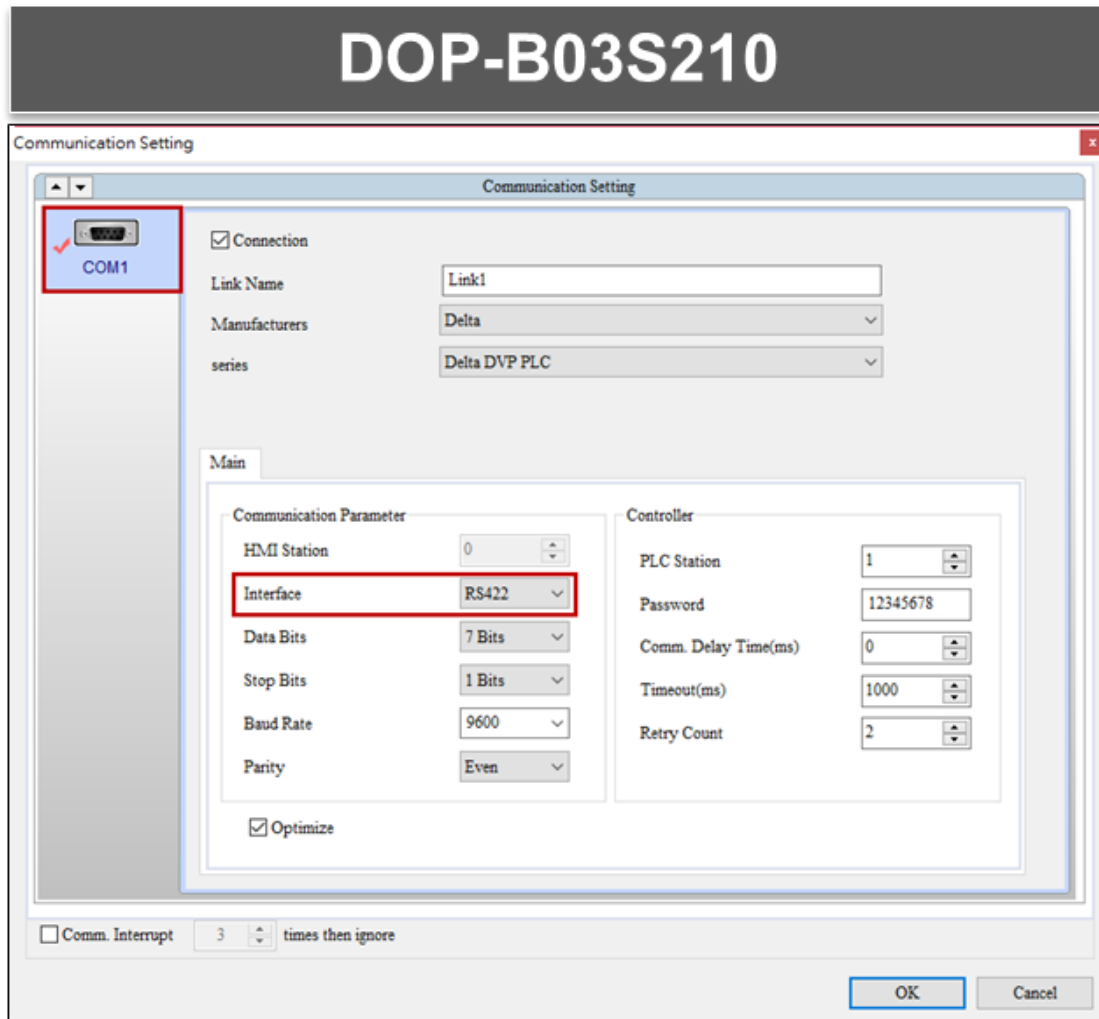 DOP-B03S210
Communication Setting
x
Communication Setting
COM1
Connection
Link Name Link1
Manufacturers Delta
series Delta DVP PLC
Main
Communication Parameter
HMI Station 0
Interface RS422
Data Bits 7 Bits
Stop Bits 1 Bits
Baud Rate 9600
Parity Even
Optimize
Controller
PLC Station 1
Password 12345678
Comm. Delay Time(ms) 0
Timeout(ms) 1000
Retry Count 2
Comm. Interrupt 3 times then ignore
OK Cancel